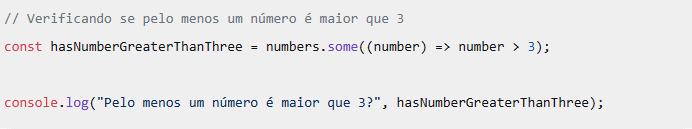 // Verificando se pelo menos um número é maior que 3
const hasNumberGreaterThanThree = numbers.some((number) => number > 3);
console.log("Pelo menos um número é maior que 3?", hasNumberGreaterThanThree);